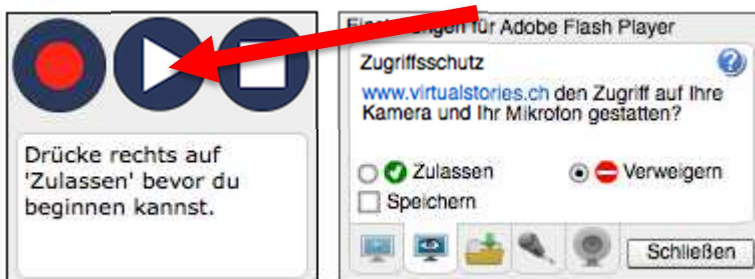 Drücke rechts auf
'Zulassen' bevor du
beginnen kannst.
für Adobe Flash Player
Zugriffsschutz
www.virtualstories.ch den Zugriff auf Ihre
Kamera und Ihr Mikrofon gestatten?
Zulassen Verweigern
Speichern
Schließen